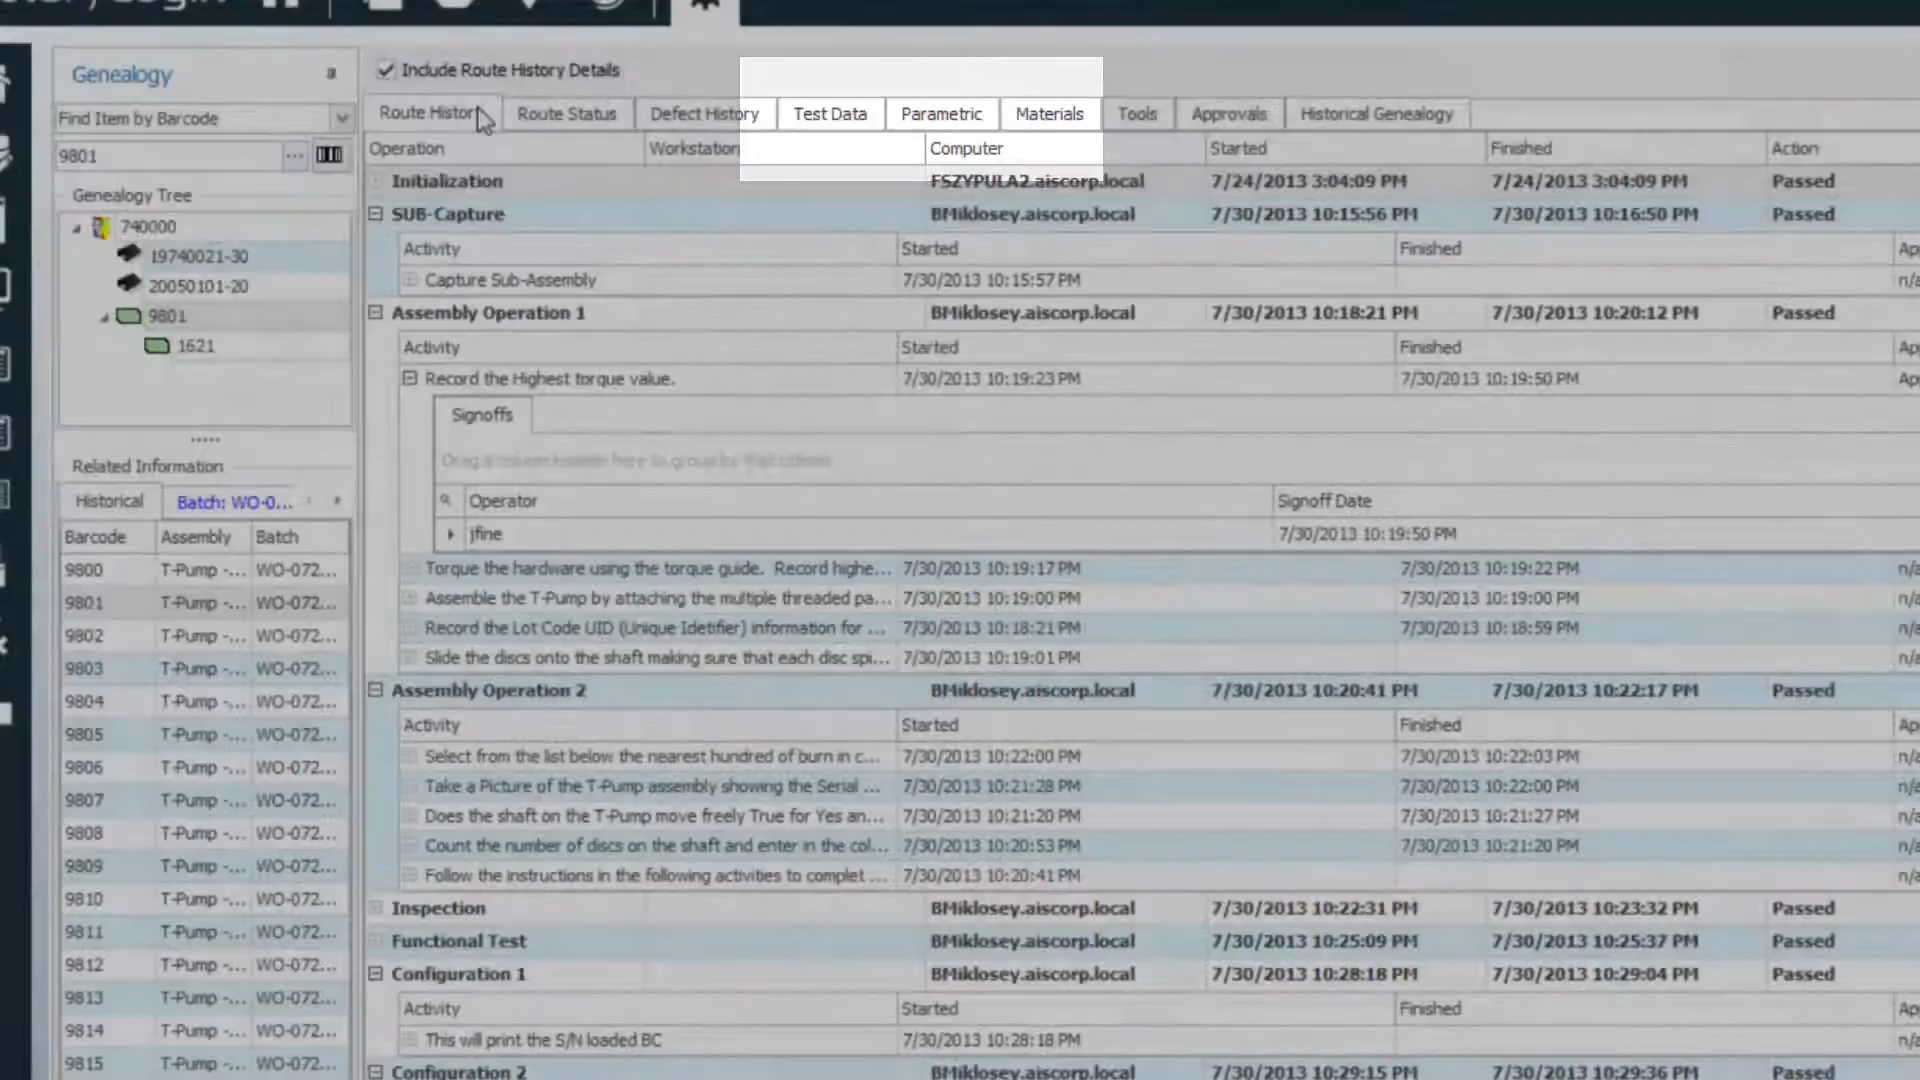 Genealogy
Include Route History Details
Find Item by Barcode
Route History Route Status Defect History Test Data Parametric Materials Tools Approvals Historical Genealogy
9801
Operation Workstation Computer Started Finished Action
Initialization FSZYPULA2.aiscorp.local 7/24/2013 3:04:09 PM 7/24/2013 3:04:09 PM Passed
Genealogy Tree
SUB-Capture BMiklosey.aiscorp.local 7/30/2013 10:15:56 PM 7/30/2013 10:16:50 PM Passed
740000
Activity Started Finished Ap
19740021-30
Capture Sub-Assembly 7/30/2013 10:15:57 PM n/a
20050101-20
Assembly Operation 1 BMiklosey.aiscorp.local 7/30/2013 10:18:21 PM 7/30/2013 10:20:12 PM Passed
9801
Activity Started Finished Ap
1621
Record the Highest torque value. 7/30/2013 10:19:23 PM 7/30/2013 10:19:50 PM Ap
Signoffs
Drag a column header here to group by that column
Related Information
Historical Batch: WO-0...
Operator Signoff Date
jfine 7/30/2013 10:19:50 PM
Barcode Assembly Batch
Torque the hardware using the torque guide. Record highe... 7/30/2013 10:19:17 PM 7/30/2013 10:19:22 PM n/a
9800 T-Pump -... WO-072...
Assemble the T-Pump by attaching the multiple threaded pa... 7/30/2013 10:19:00 PM 7/30/2013 10:19:00 PM n/a
9801 T-Pump -... WO-072...
Record the Lot Code UID (Unique Idetifier) information for ... 7/30/2013 10:18:21 PM 7/30/2013 10:18:59 PM n/a
9802 T-Pump -... WO-072...
Slide the discs onto the shaft making sure that each disc spi... 7/30/2013 10:19:01 PM n/a
9803 T-Pump -... WO-072...
Assembly Operation 2 BMiklosey.aiscorp.local 7/30/2013 10:20:41 PM 7/30/2013 10:22:17 PM Passed
9804 T-Pump -... WO-072...
Activity Started Finished Ap
9805 T-Pump -... WO-072...
Select from the list below the nearest hundred of burn in c... 7/30/2013 10:22:00 PM 7/30/2013 10:22:03 PM n/a
9806 T-Pump -... WO-072...
Take a Picture of the T-Pump assembly showing the Serial ... 7/30/2013 10:21:28 PM 7/30/2013 10:22:00 PM n/a
9807 T-Pump -... WO-072...
Does the shaft on the T-Pump move freely True for Yes an... 7/30/2013 10:21:20 PM 7/30/2013 10:21:27 PM n/a
9808 T-Pump -... WO-072...
Count the number of discs on the shaft and enter in the col... 7/30/2013 10:20:53 PM 7/30/2013 10:21:20 PM n/a
9809 T-Pump -... WO-072...
Follow the instructions in the following activities to complet ... 7/30/2013 10:20:41 PM n/a
9810 T-Pump -... WO-072...
Inspection BMiklosey.aiscorp.local 7/30/2013 10:22:31 PM 7/30/2013 10:23:32 PM Passed
9811 T-Pump -... WO-072...
Functional Test BMiklosey.aiscorp.local 7/30/2013 10:25:09 PM 7/30/2013 10:25:37 PM Passed
9812 T-Pump -... WO-072...
Configuration 1 BMiklosey.aiscorp.local 7/30/2013 10:28:18 PM 7/30/2013 10:29:04 PM Passed
9813 T-Pump -... WO-072...
Activity Started Finished Ap
9814 T-Pump -... WO-072...
This will print the S/N loaded BC 7/30/2013 10:28:18 PM n/a
9815 T-Pump -... WO-072...
Configuration 2 BMiklosey.aiscorp.local 7/30/2013 10:29:15 PM 7/30/2013 10:29:36 PM Passed